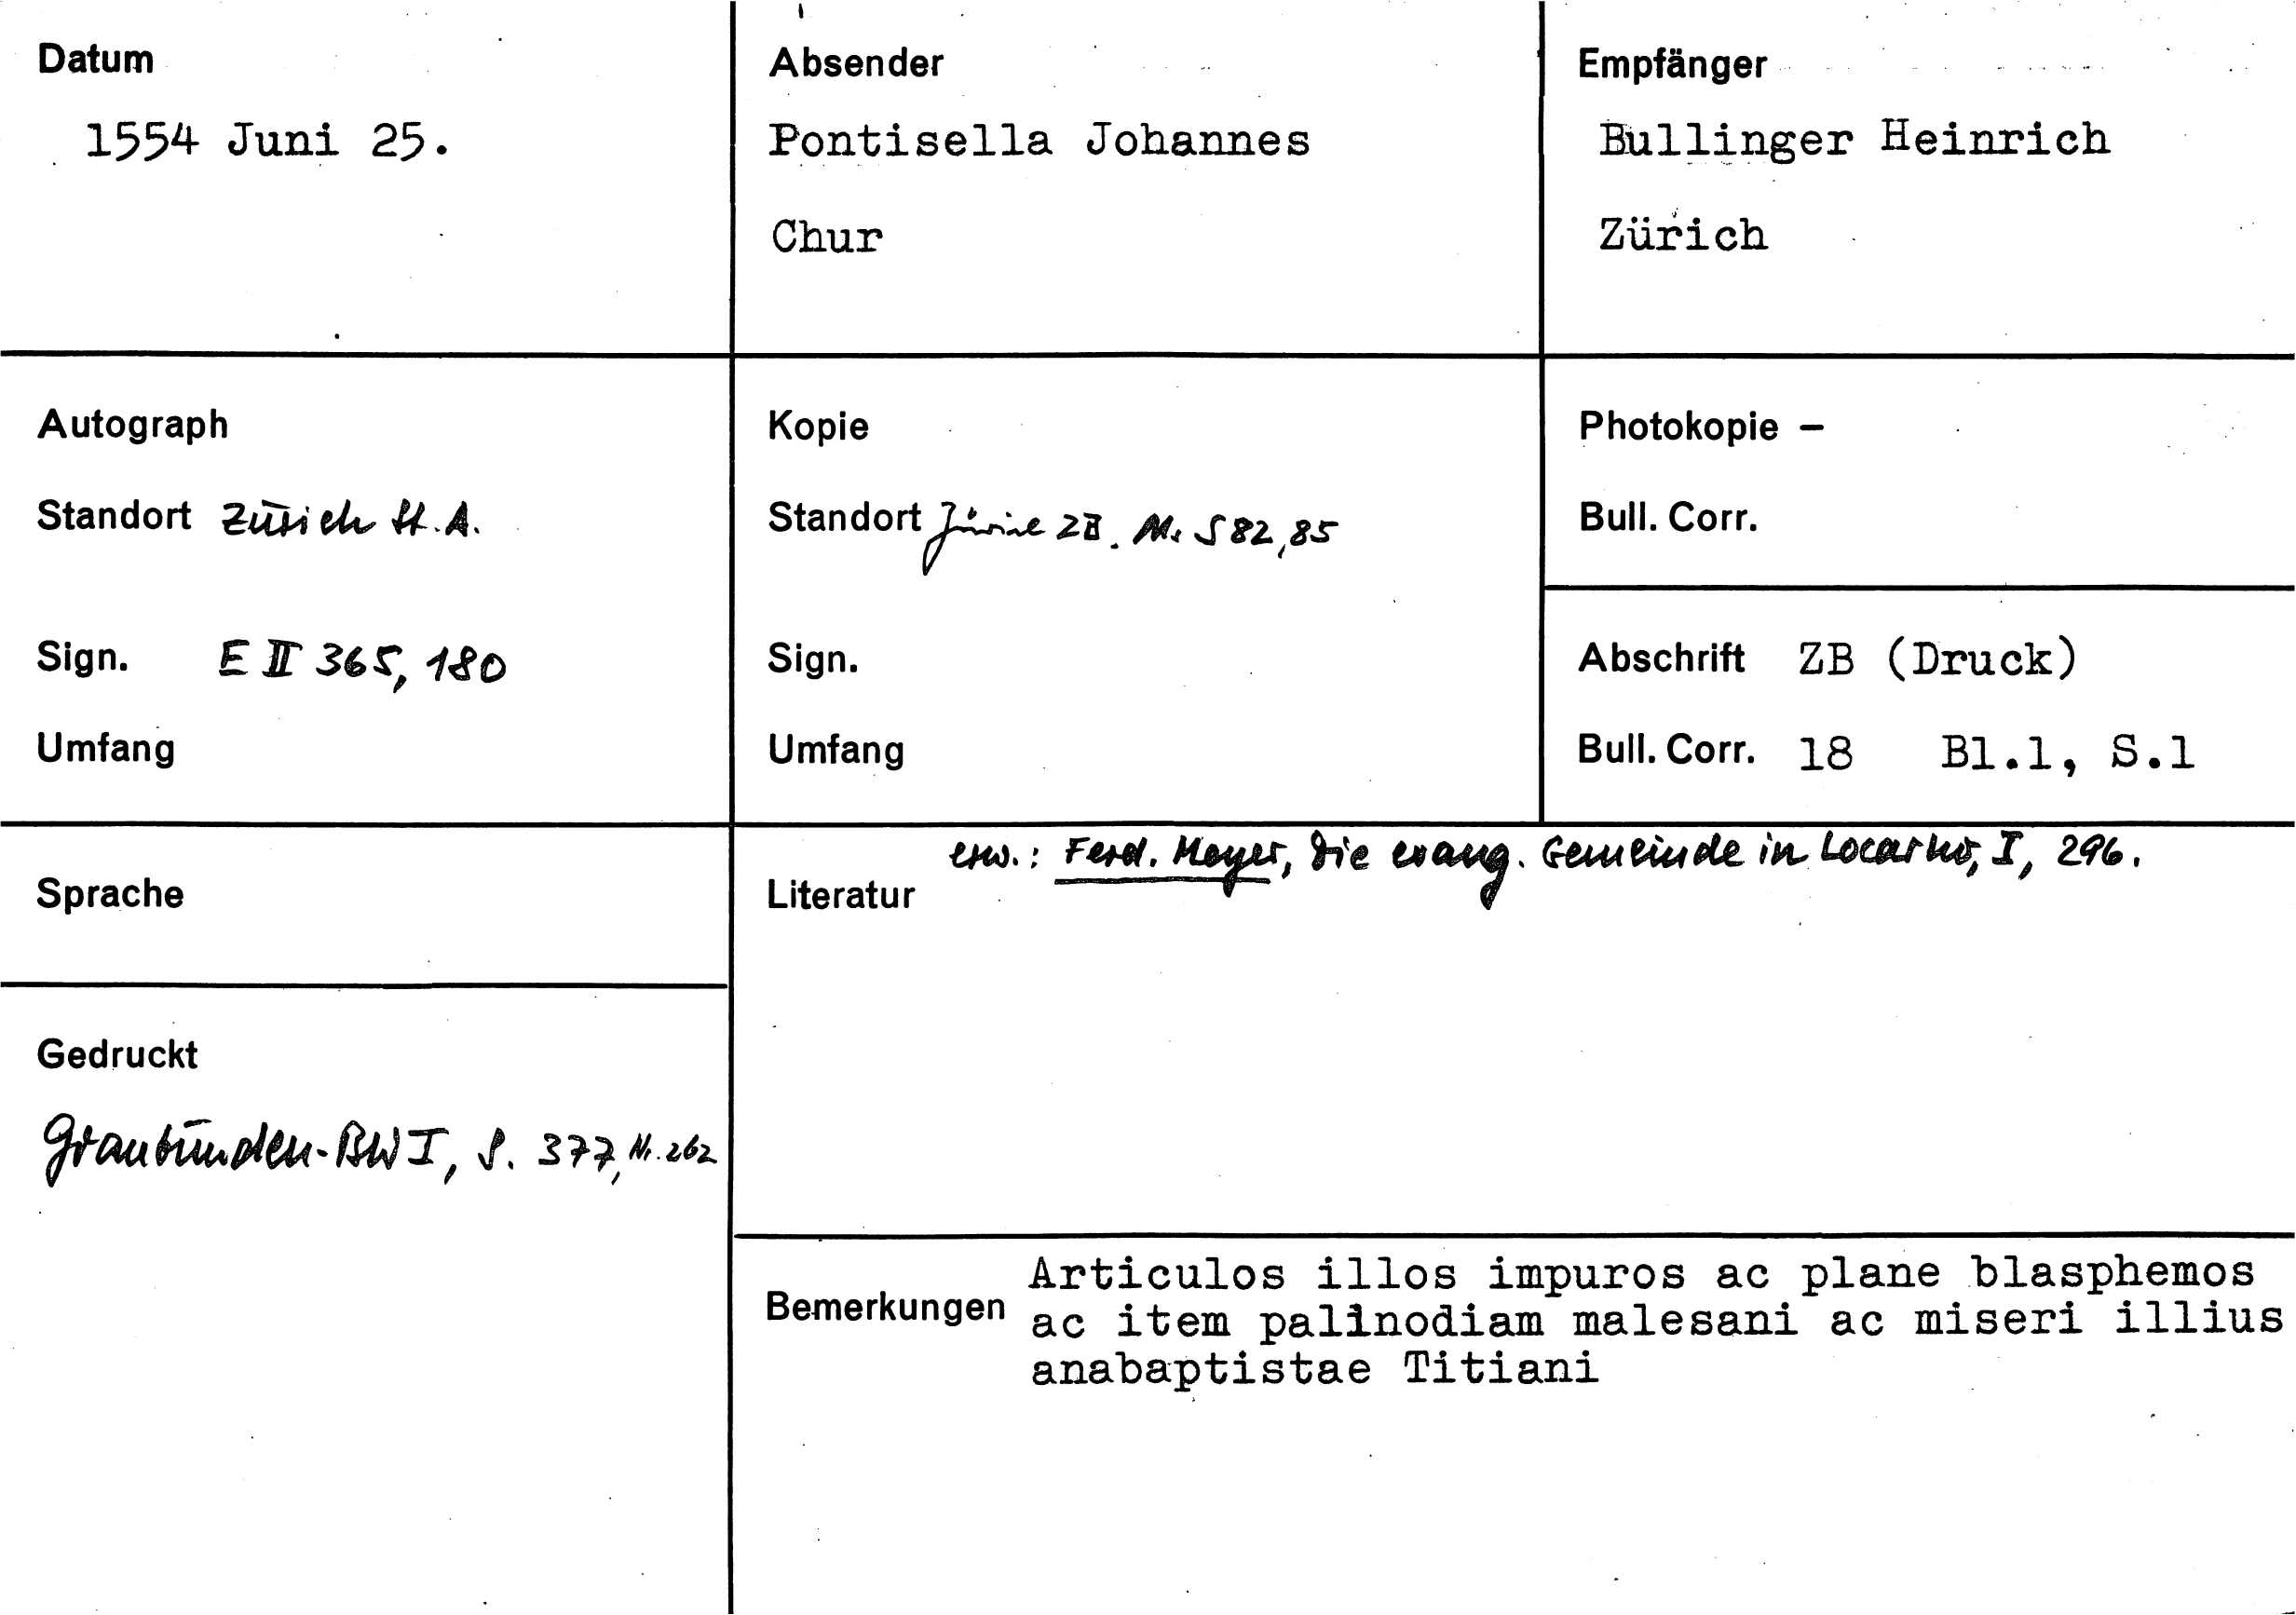 Datum
1554 Juni 25.
Absender
Pontisella Johannes
Chur
Empfänger
Bullinger Heinrich
Zürich
Autograph
Standort Zürich St.A.
Sign. E II 365, 180
Umfang
Kopie
Standort Zürich ZB. Ms S 82, 85
Sign.
Umfang
Photokopie –
Bull. Corr.
Abschrift ZB (Druck)
Bull. Corr. 18 Bl.1, S.1
Sprache
Gedruckt
Graubünden-BW I, S. 377, Nr. 262
erw.: Ferd. Meyer, Die evang. Gemeinde in Locarno, I, 296.
Literatur
Bemerkungen
Articulos illos impuros ac plane blasphemos
ac item palinodiam malesani ac miseri illius
anabaptistae Titiani